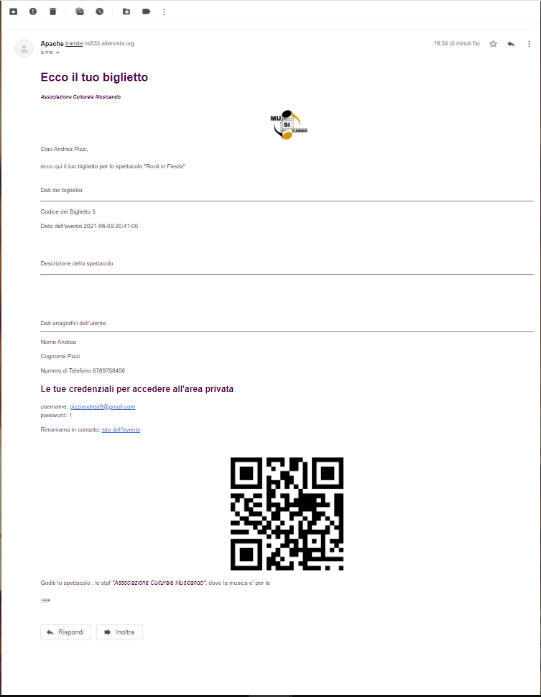 Apache tramite ns533.altervista.org
18:34 (0 minuti fa)
a me
Ecco il tuo biglietto
Associazione Culturale Musicando
MU
SI
CANDO
Ciao Andrea Pizzi,
ecco qui il tuo biglietto per lo spettacolo "Rock in Fiesta"
Dati del biglietto
Codice del Biglietto 5
Data dell'evento 2021-06-09 20:41:00
Descrizione dello spettacolo
Dati anagrafici dell'utente
Nome Andrea
Cognome Pizzi
Numero di Telefono 6769758456
Le tue credenziali per accedere all'area privata
username: pizziandrea9@gmail.com
password: 1
Rimaniamo in contatto: sito dell'evento
Goditi lo spettacolo , lo staf "Associazione Culturale Musicando", dove la musica e' per te
Rispondi
Inoltra